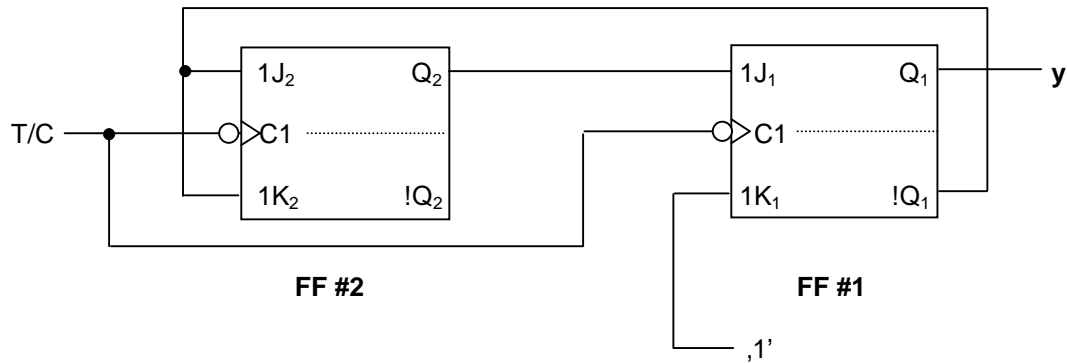 1J₂ Q₂ 1J₁ Q₁ y
T/C C1 C1
1K₂ !Q₂ 1K₁ !Q₁
FF #2 FF #1
‚1’